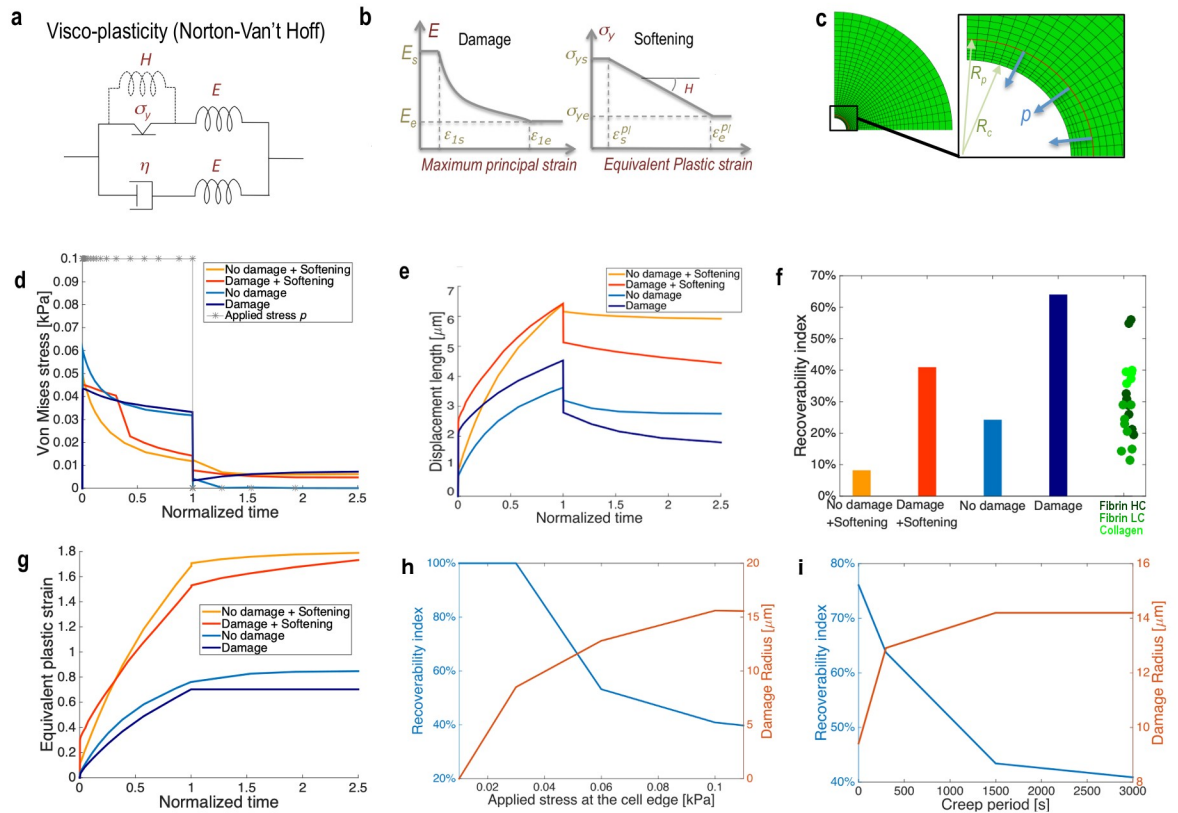 a
Visco-plasticity (Norton-Van't Hoff)
H
σy
E
η
E
b
E
Damage
Es
Ee
ε1s
ε1e
Maximum principal strain
σy
Softening
σys
H
σye
εs^pl
εe^pl
Equivalent Plastic strain
c
Rp
Rc
p
d
Von Mises stress [kPa]
0.1
0.09
0.08
0.07
0.06
0.05
0.04
0.03
0.02
0.01
0
No damage + Softening
Damage + Softening
No damage
Damage
Applied stress p
0 0.5 1 1.5 2 2.5
Normalized time
e
Displacement length [μm]
7
6
5
4
3
2
1
0
No damage + Softening
Damage + Softening
No damage
Damage
0 0.5 1 1.5 2 2.5
Normalized time
f
Recoverability index
70%
60%
50%
40%
30%
20%
10%
0%
No damage
+Softening
Damage
+Softening
No damage
Damage
Fibrin HC
Fibrin LC
Collagen
g
Equivalent plastic strain
1.8
1.6
1.4
1.2
1
0.8
0.6
0.4
0.2
0
No damage + Softening
Damage + Softening
No damage
Damage
0 0.5 1 1.5 2 2.5
Normalized time
h
Recoverability index
100%
80%
60%
40%
20%
0.02 0.04 0.06 0.08 0.1
Applied stress at the cell edge [kPa]
20
15
10
5
0
Damage Radius [μm]
i
Recoverability index
80%
70%
60%
50%
40%
0 500 1000 1500 2000 2500 3000
Creep period [s]
16
14
12
10
8
Damage Radius [μm]